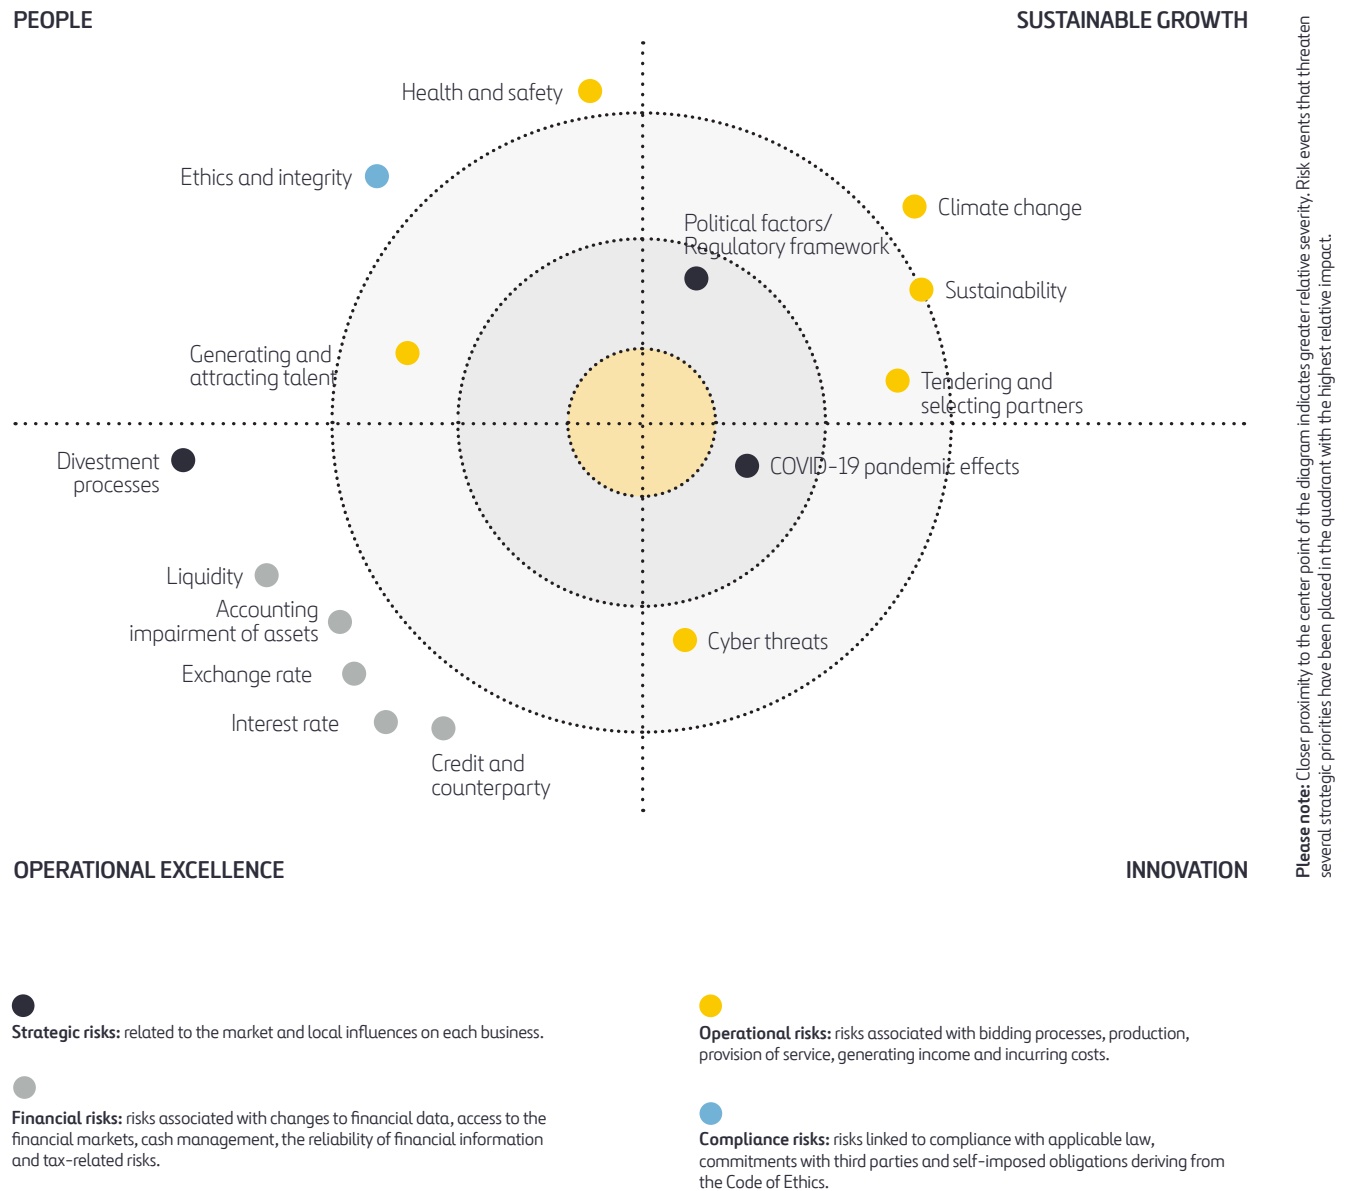 PEOPLE
SUSTAINABLE GROWTH
Health and safety
Ethics and integrity
Climate change
Political factors/
Regulatory framework
Sustainability
Generating and
attracting talent
Tendering and
selecting partners
Divestment
processes
COVID-19 pandemic effects
Liquidity
Accounting
impairment of assets
Cyber threats
Exchange rate
Interest rate
Credit and
counterparty
OPERATIONAL EXCELLENCE
INNOVATION
Please note: Closer proximity to the center point of the diagram indicates greater relative severity. Risk events that threaten
several strategic priorities have been placed in the quadrant with the highest relative impact.
Strategic risks: related to the market and local influences on each business.
Financial risks: risks associated with changes to financial data, access to the
financial markets, cash management, the reliability of financial information
and tax-related risks.
Operational risks: risks associated with bidding processes, production,
provision of service, generating income and incurring costs.
Compliance risks: risks linked to compliance with applicable law,
commitments with third parties and self-imposed obligations deriving from
the Code of Ethics.